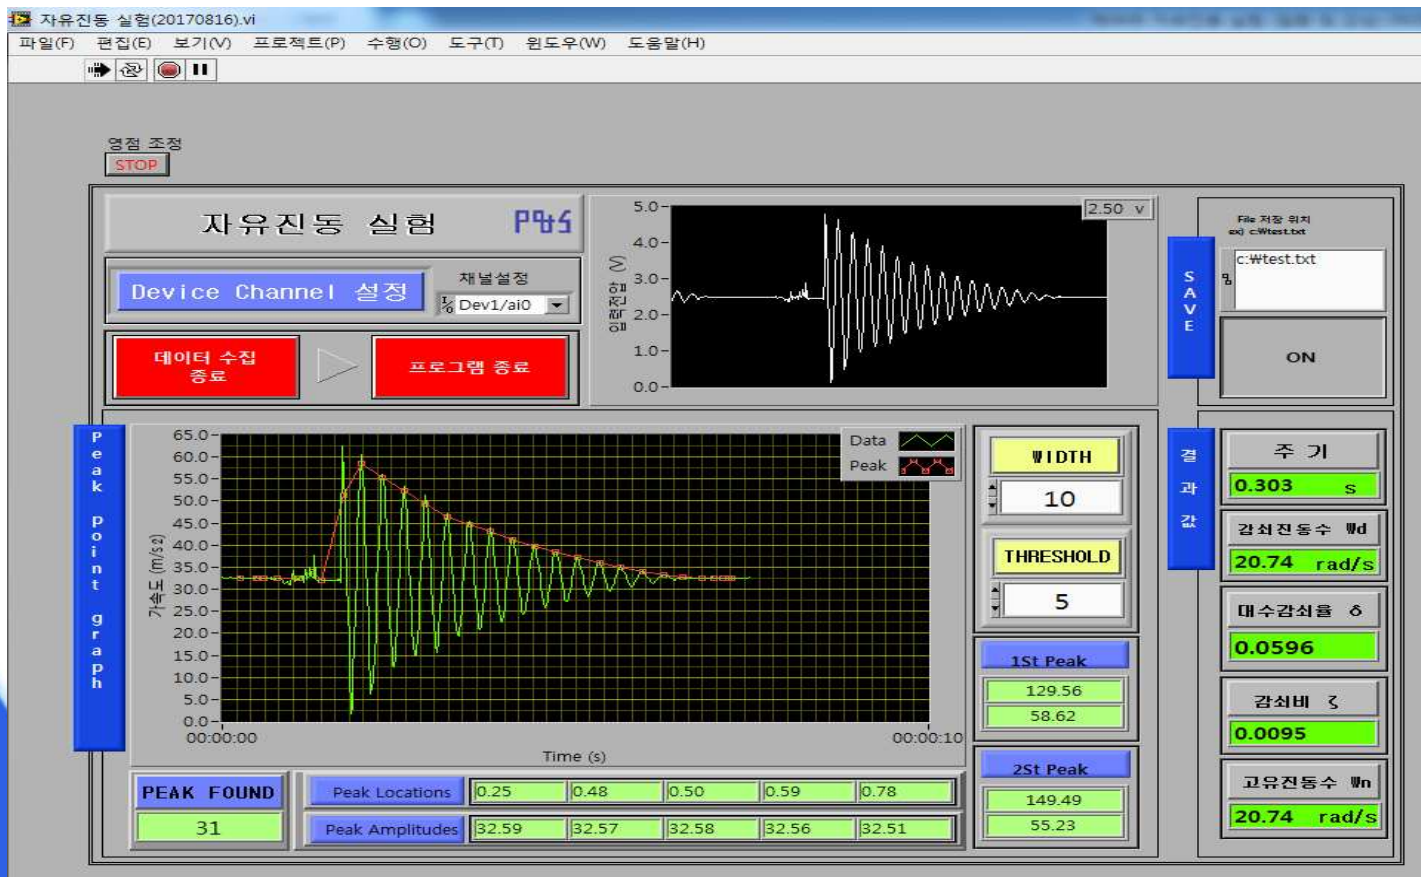 자유진동 실험(20170816).vi
파일(F) 편집(E) 보기(V) 프로젝트(P) 수행(O) 도구(T) 윈도우(W) 도움말(H)
영점 조정
STOP
자유진동 실험
Device Channel 설정
채널설정
Dev1/ai0
데이터 수집
종료
프로그램 종료
입력전압 (V)
5.0
4.0
3.0
2.0
1.0
0.0
2.50 v
SAVE
File 저장 위치
ex) c:₩test.txt
c:₩test.txt
ON
Peak point graph
가속도 (m/s2)
65.0
60.0
55.0
50.0
45.0
40.0
35.0
30.0
25.0
20.0
15.0
10.0
5.0
0.0
00:00:00
00:00:10
Time (s)
Data
Peak
WIDTH
10
THRESHOLD
5
1St Peak
129.56
58.62
2St Peak
149.49
55.23
PEAK FOUND
31
Peak Locations 0.25 0.48 0.50 0.59 0.78
Peak Amplitudes 32.59 32.57 32.58 32.56 32.51
결과값
주 기
0.303 s
감쇠진동수 Wd
20.74 rad/s
대수감쇠율 δ
0.0596
감쇠비 ζ
0.0095
고유진동수 Wn
20.74 rad/s